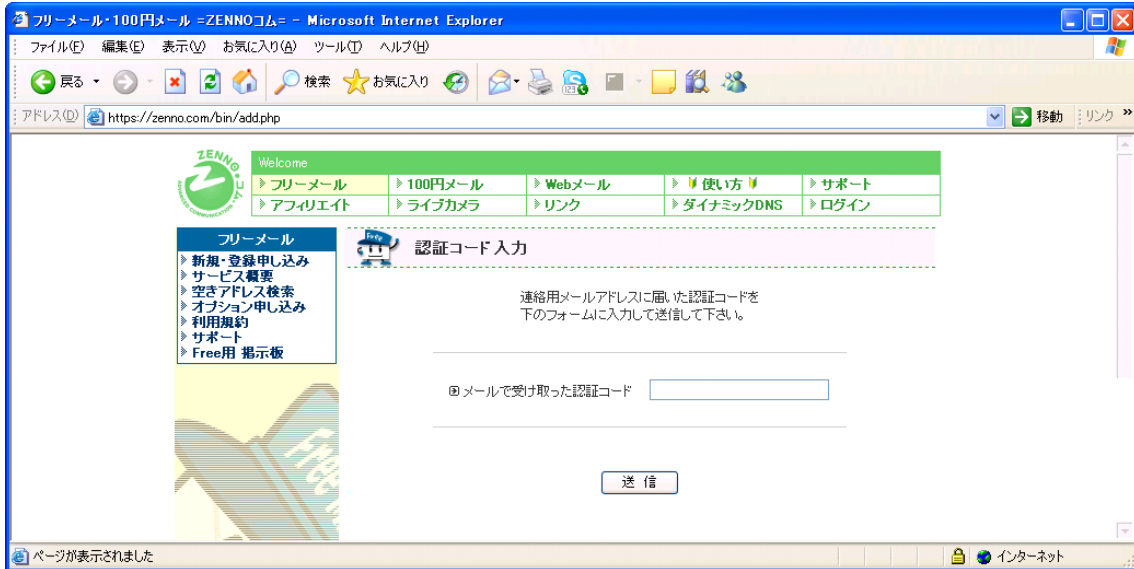 フリーメール・100円メール =ZENNOコム= - Microsoft Internet Explorer
ファイル(F) 編集(E) 表示(V) お気に入り(A) ツール(T) ヘルプ(H)
戻る 検索 お気に入り
アドレス(D) https://zenno.com/bin/add.php 移動 リンク »
ZENNO・コム
Welcome
フリーメール 100円メール Webメール 使い方 サポート
アフィリエイト ライブカメラ リンク ダイナミックDNS ログイン
フリーメール
新規・登録申し込み
サービス概要
空きアドレス検索
オプション申し込み
利用規約
サポート
Free用 掲示板
Free
認証コード入力
連絡用メールアドレスに届いた認証コードを
下のフォームに入力して送信して下さい。
メールで受け取った認証コード
送 信
ページが表示されました インターネット